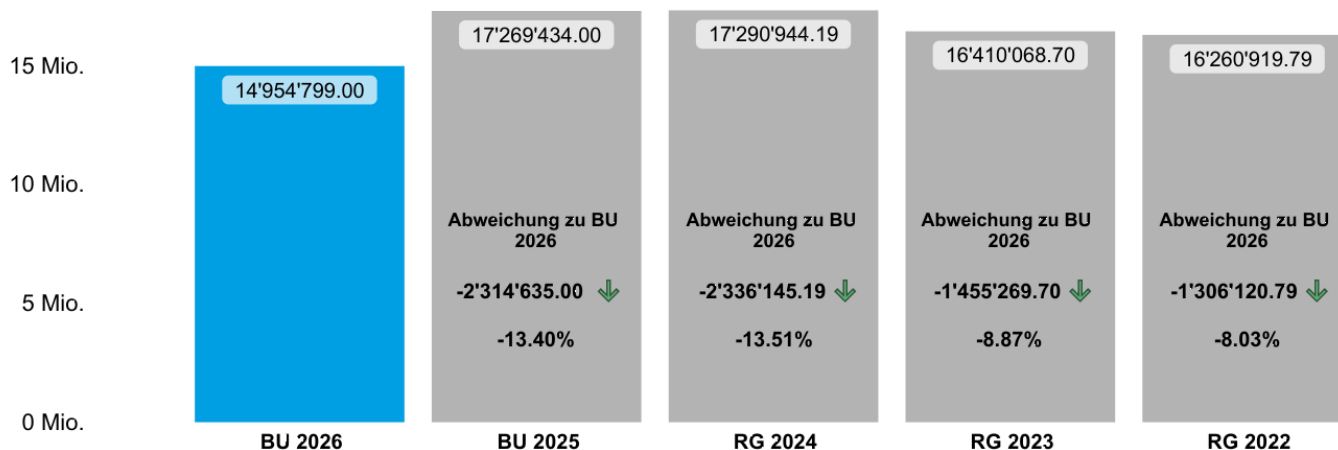 15 Mio.
10 Mio.
5 Mio.
0 Mio.
14'954'799.00
BU 2026
17'269'434.00
Abweichung zu BU
2026
-2'314'635.00
-13.40%
BU 2025
17'290'944.19
Abweichung zu BU
2026
-2'336'145.19
-13.51%
RG 2024
16'410'068.70
Abweichung zu BU
2026
-1'455'269.70
-8.87%
RG 2023
16'260'919.79
Abweichung zu BU
2026
-1'306'120.79
-8.03%
RG 2022